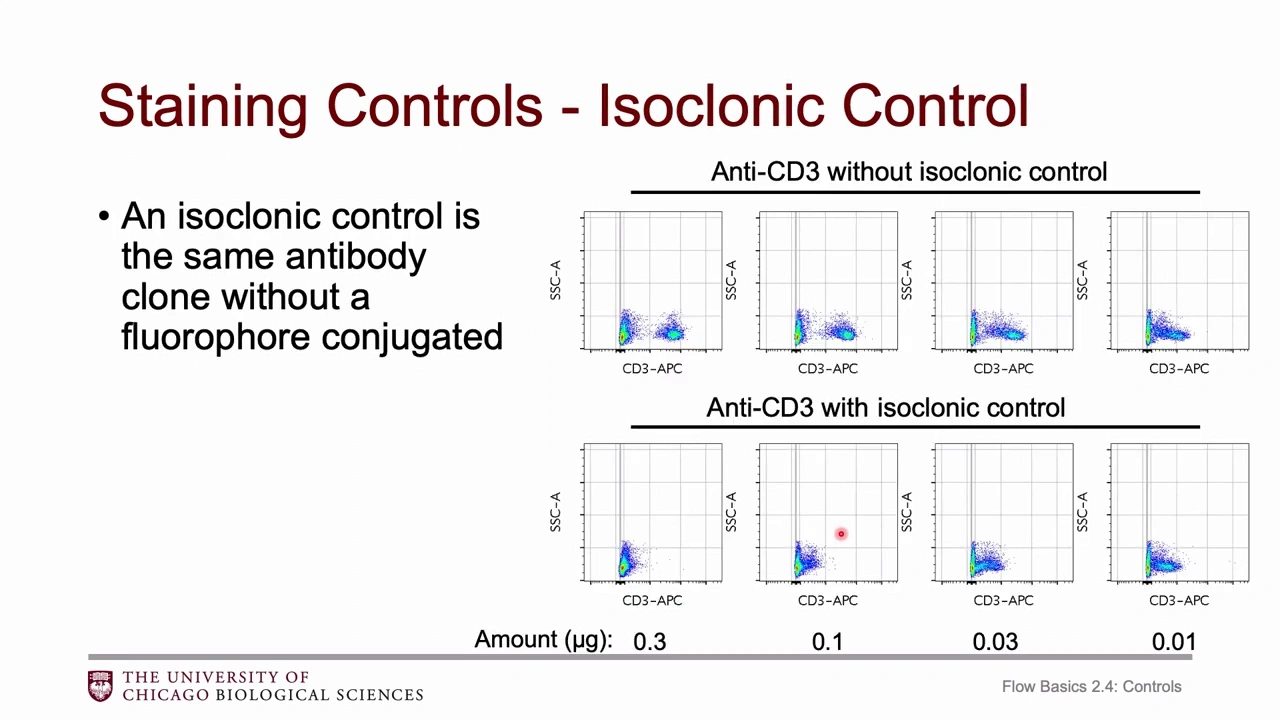 Staining Controls - Isoclonic Control
• An isoclonic control is
the same antibody
clone without a
fluorophore conjugated
Anti-CD3 without isoclonic control
SSC-A
SSC-A
SSC-A
SSC-A
CD3-APC
CD3-APC
CD3-APC
CD3-APC
Anti-CD3 with isoclonic control
SSC-A
SSC-A
SSC-A
SSC-A
CD3-APC
CD3-APC
CD3-APC
CD3-APC
Amount (µg): 0.3 0.1 0.03 0.01
THE UNIVERSITY OF
CHICAGO BIOLOGICAL SCIENCES
Flow Basics 2.4: Controls